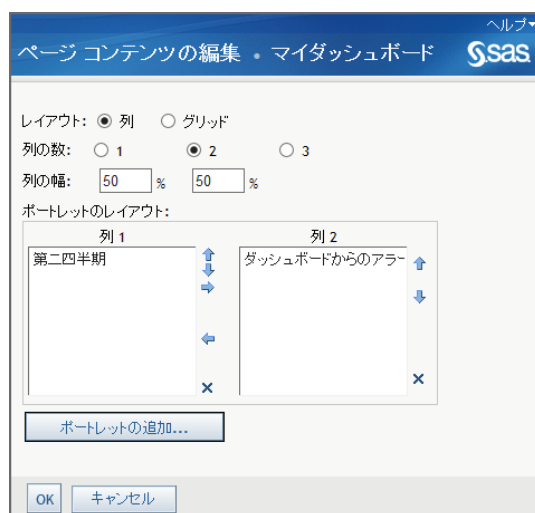 ヘルプ
ページ コンテンツの編集 • マイダッシュボード sas
レイアウト: 列 グリッド
列の数: 1 2 3
列の幅: 50 % 50 %
ポートレットのレイアウト:
列 1 列 2
第二四半期 ダッシュボードからのアラー
ポートレットの追加...
OK キャンセル